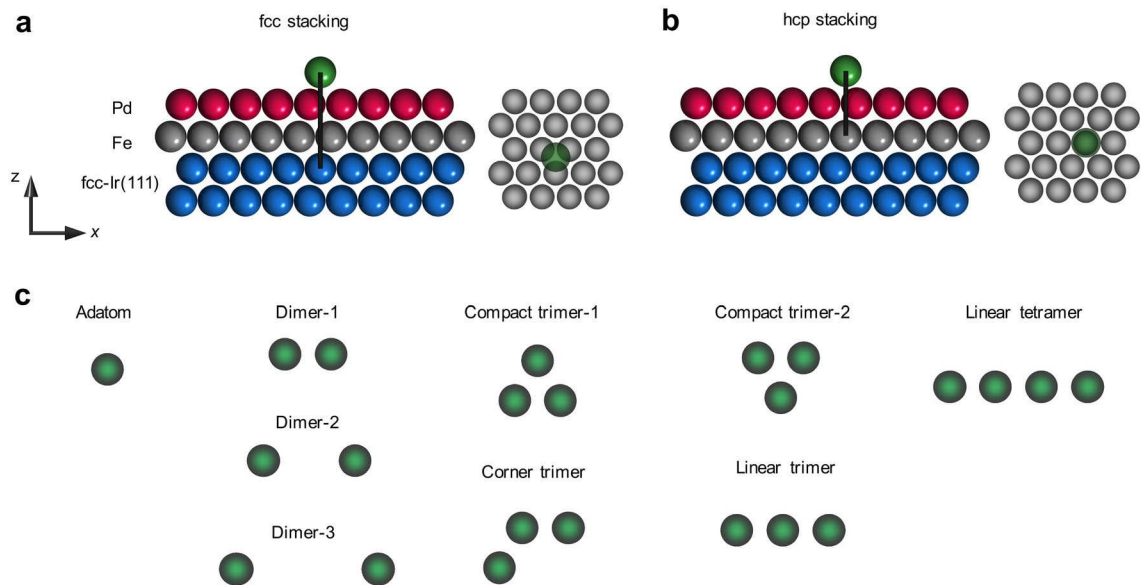 a
fcc stacking
Pd
Fe
fcc-Ir(111)
z
x
b
hcp stacking
c
Adatom
Dimer-1
Compact trimer-1
Compact trimer-2
Linear tetramer
Dimer-2
Corner trimer
Linear trimer
Dimer-3